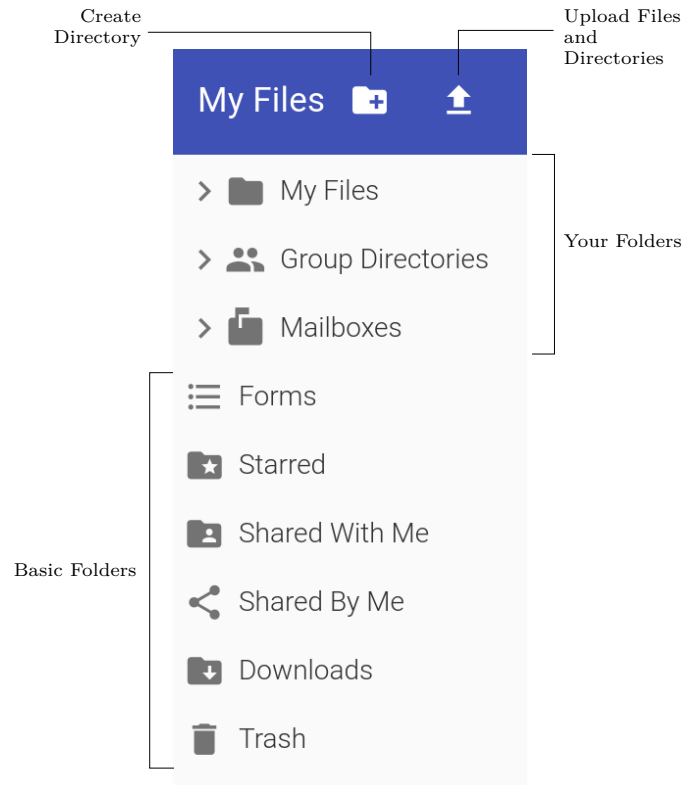 Create
Directory
Upload Files
and
Directories
My Files
My Files
Group Directories
Your Folders
Mailboxes
Forms
Starred
Shared With Me
Basic Folders
Shared By Me
Downloads
Trash